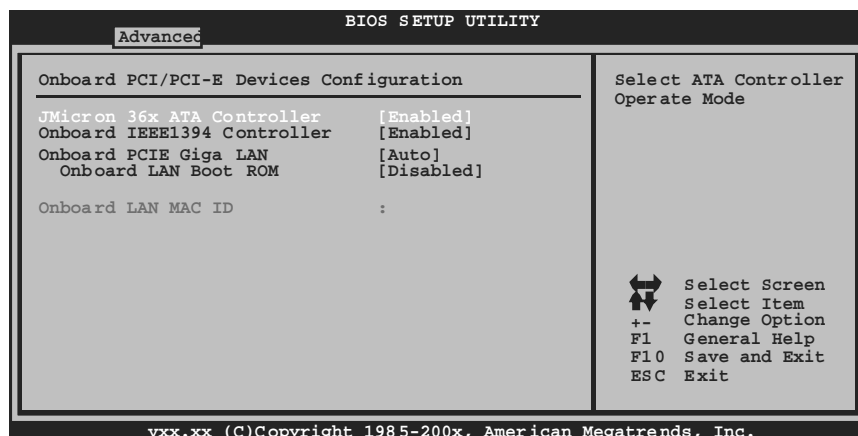 BIOS SETUP UTILITY
Advanced
Onboard PCI/PCI-E Devices Configuration
JMicron 36x ATA Controller [Enabled]
Onboard IEEE1394 Controller [Enabled]
Onboard PCIE Giga LAN [Auto]
Onboard LAN Boot ROM [Disabled]
Onboard LAN MAC ID :
Select ATA Controller
Operate Mode
Select Screen
Select Item
+- Change Option
F1 General Help
F10 Save and Exit
ESC Exit
vxx.xx (C)Copyright 1985-200x, American Megatrends, Inc.